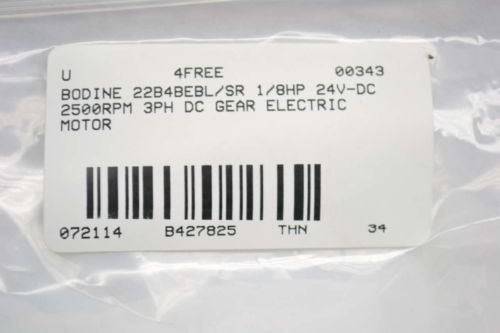 U 4FREE 00343
BODINE 22B4BEBL/SR 1/8HP 24V-DC
2500RPM 3PH DC GEAR ELECTRIC
MOTOR
072114 B427825 THN 34